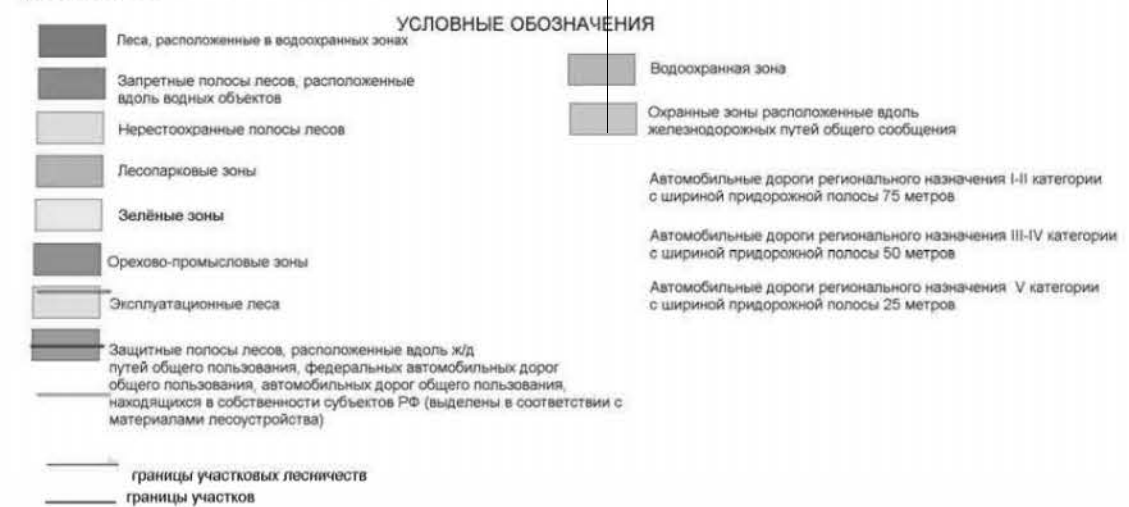 УСЛОВНЫЕ ОБОЗНАЧЕНИЯ
Леса, расположенные в водоохранных зонах
Запретные полосы лесов, расположенные
вдоль водных объектов
Нерестоохранные полосы лесов
Лесопарковые зоны
Зелёные зоны
Орехово-промысловые зоны
Эксплуатационные леса
Защитные полосы лесов, расположенные вдоль ж/д
путей общего пользования, федеральных автомобильных дорог
общего пользования, автомобильных дорог общего пользования,
находящихся в собственности субъектов РФ (выделены в соответствии с
материалами лесоустройства)
границы участковых лесничеств
границы участков
Водоохранная зона
Охранные зоны расположенные вдоль
железнодорожных путей общего сообщения
Автомобильные дороги регионального назначения I-II категории
с шириной придорожной полосы 75 метров
Автомобильные дороги регионального назначения III-IV категории
с шириной придорожной полосы 50 метров
Автомобильные дороги регионального назначения V категории
с шириной придорожной полосы 25 метров